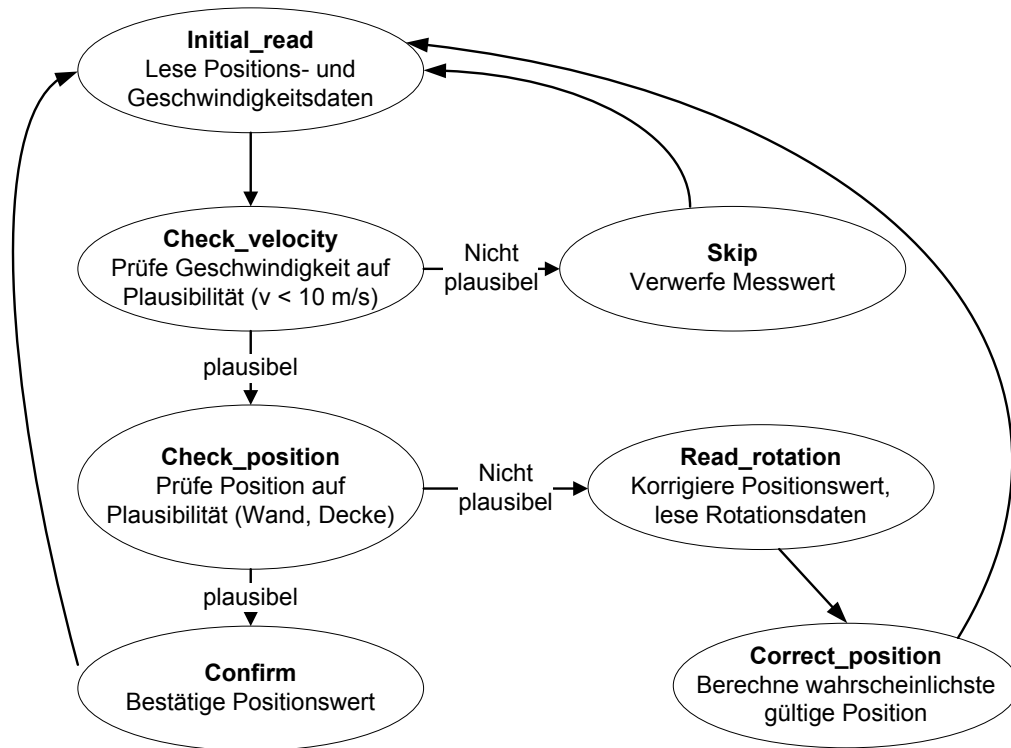 Initial_read
Lese Positions- und
Geschwindigkeitsdaten
Check_velocity
Prüfe Geschwindigkeit auf
Plausibilität (v < 10 m/s)
Nicht
plausibel
Skip
Verwerfe Messwert
plausibel
Check_position
Prüfe Position auf
Plausibilität (Wand, Decke)
Nicht
plausibel
Read_rotation
Korrigiere Positionswert,
lese Rotationsdaten
plausibel
Confirm
Bestätige Positionswert
Correct_position
Berechne wahrscheinlichste
gültige Position